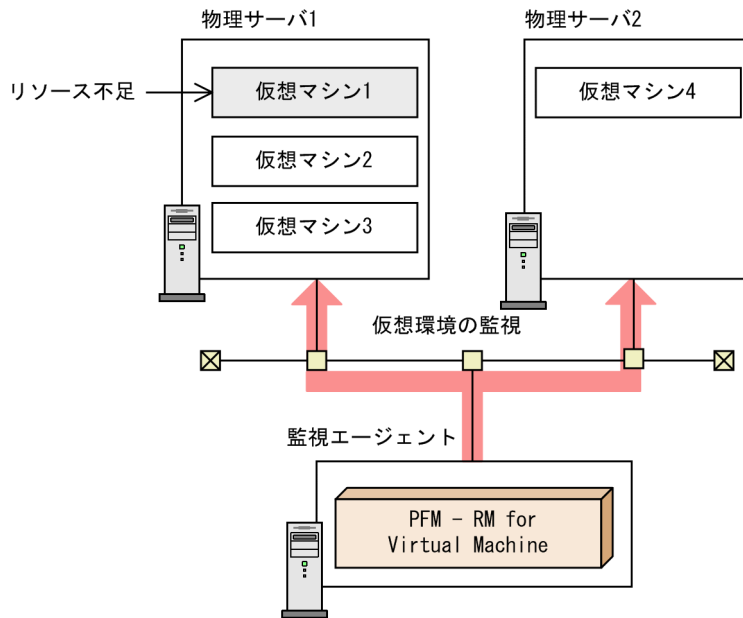 物理サーバ1
物理サーバ2
リソース不足
仮想マシン1
仮想マシン2
仮想マシン3
仮想マシン4
仮想環境の監視
監視エージェント
PFM - RM for
Virtual Machine